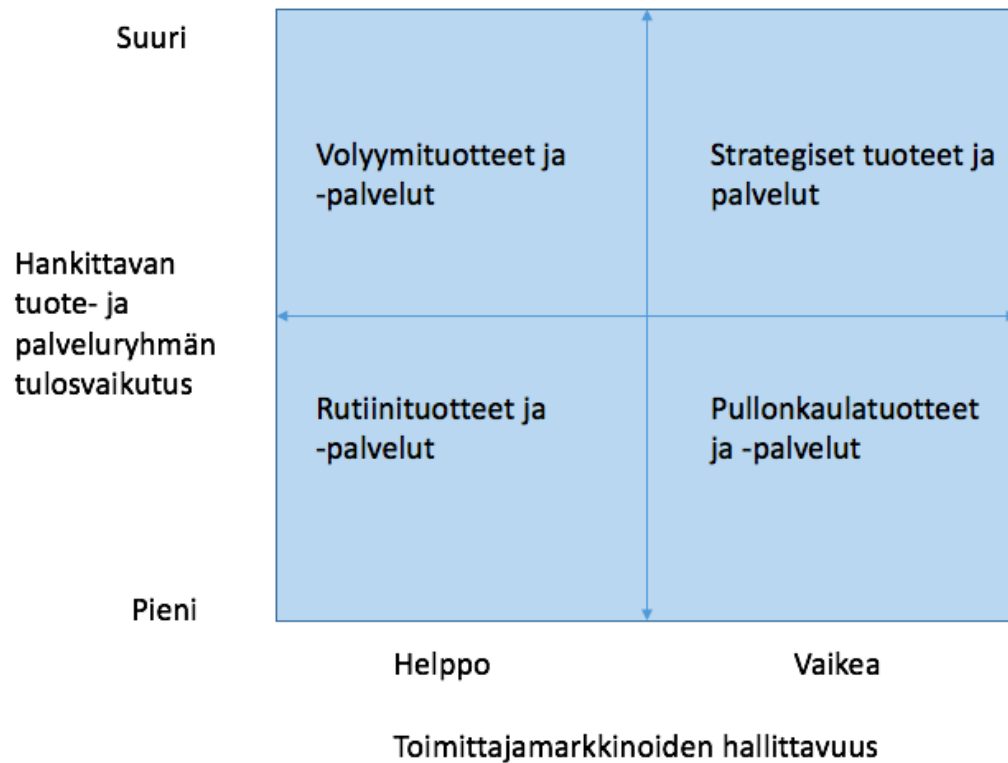 Suuri
Volyymituotteet ja
-palvelut
Strategiset tuoteet ja
palvelut
Hankittavan
tuote- ja
palveluryhmän
tulosvaikutus
Rutiinituotteet ja
-palvelut
Pullonkaulatuotteet
ja -palvelut
Pieni
Helppo
Vaikea
Toimittajamarkkinoiden hallittavuus